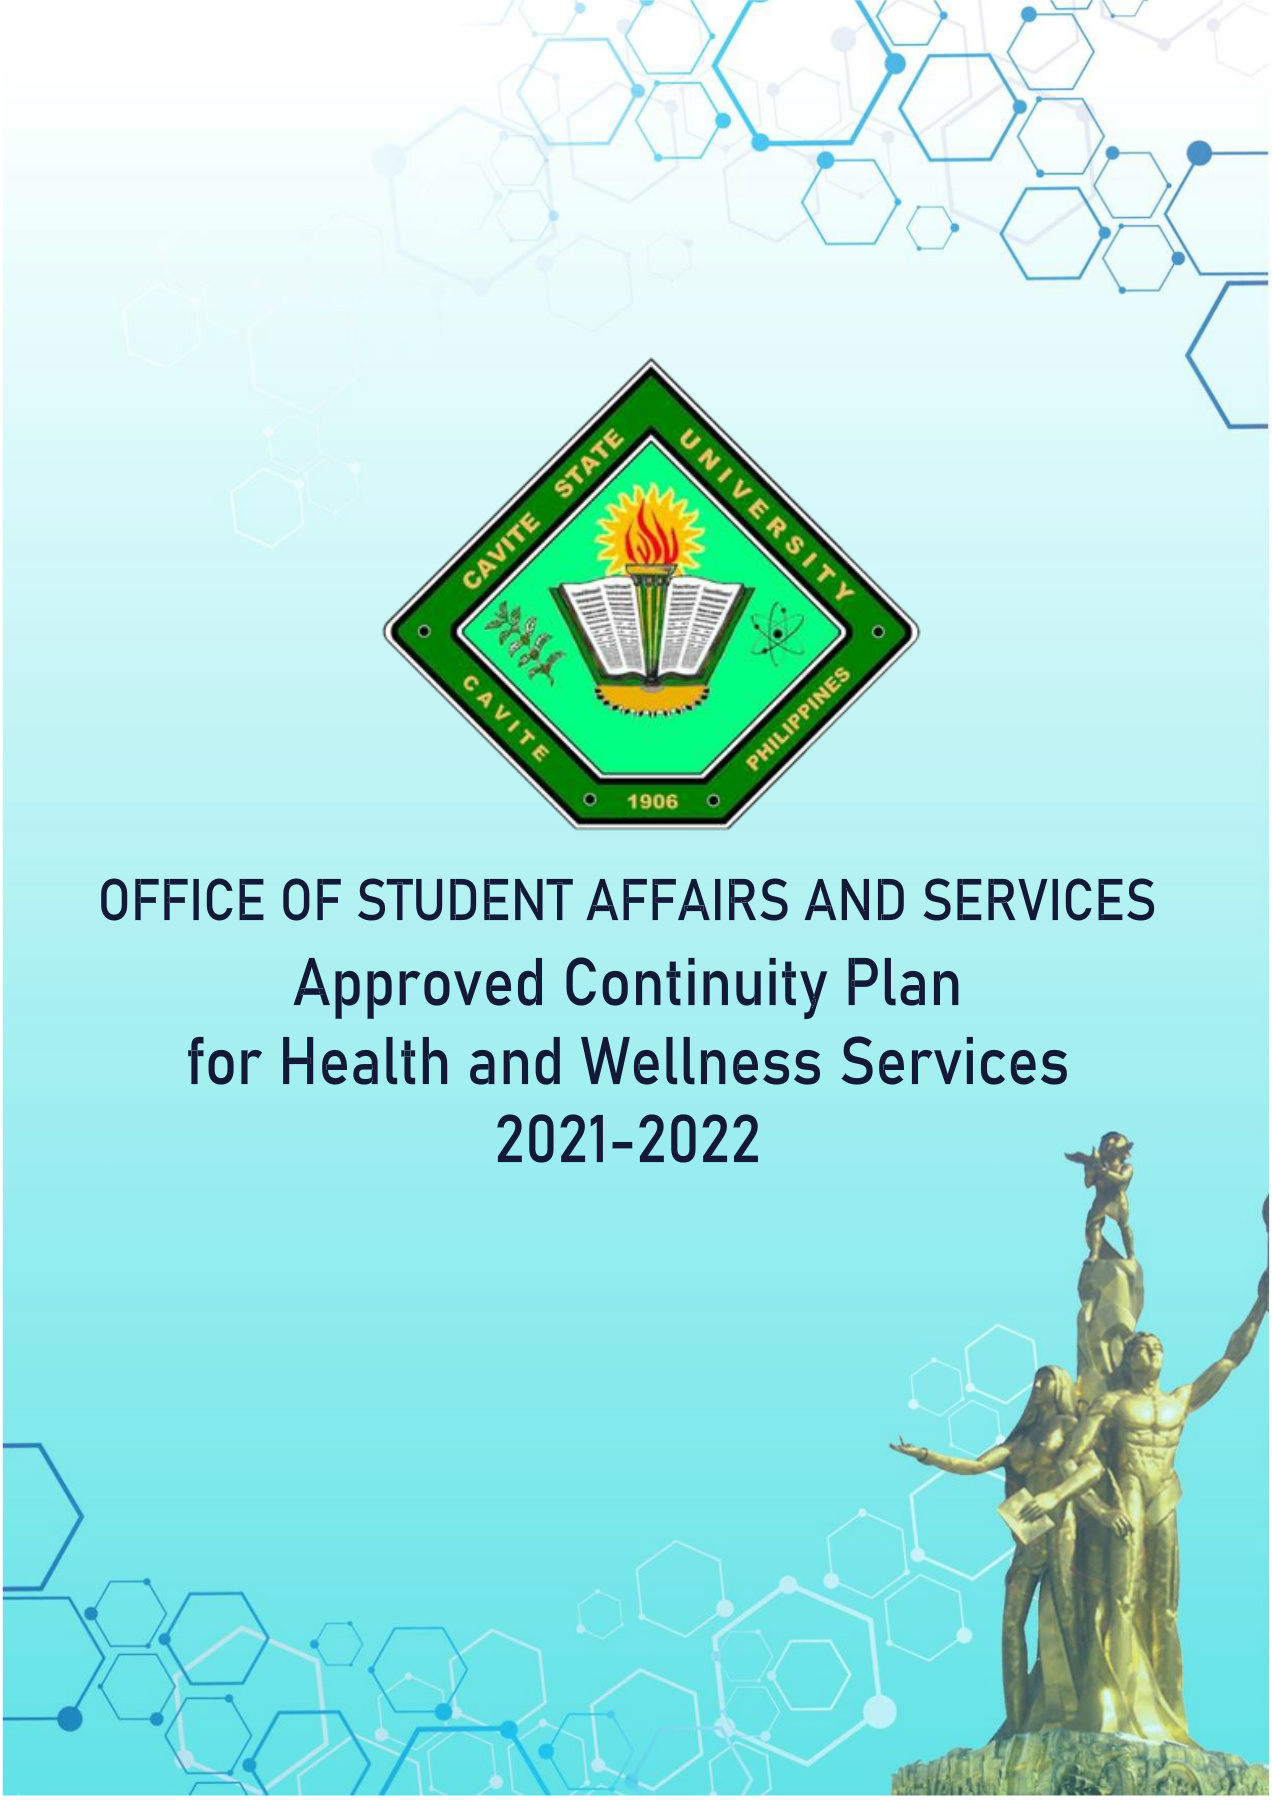 CAVITE STATE UNIVERSITY
CAVITE PHILIPPINES
1906
OFFICE OF STUDENT AFFAIRS AND SERVICES
Approved Continuity Plan
for Health and Wellness Services
2021-2022